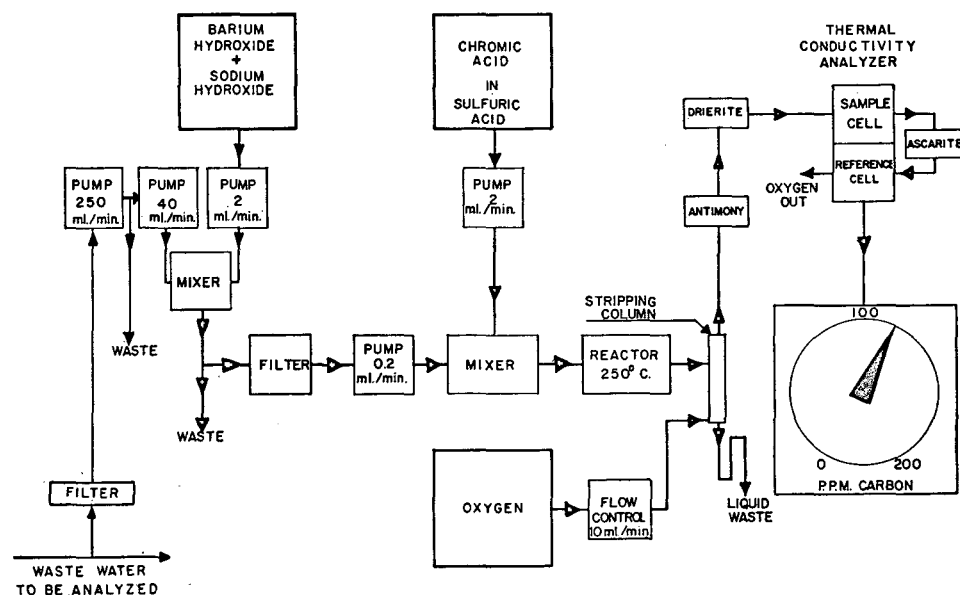 BARIUM
HYDROXIDE
+
SODIUM
HYDROXIDE
CHROMIC
ACID
IN
SULFURIC
ACID
THERMAL
CONDUCTIVITY
ANALYZER
SAMPLE
CELL
REFERENCE
CELL
ASCARITE
OXYGEN
OUT
DRIERITE
ANTIMONY
PUMP
250
ml./min.
PUMP
40
ml./min.
PUMP
2
ml./min.
PUMP
2
ml./min.
MIXER
WASTE
STRIPPING
COLUMN
FILTER
PUMP
0.2
ml./min.
MIXER
REACTOR
250° C.
WASTE
100
0
200
P.P.M. CARBON
FILTER
OXYGEN
FLOW
CONTROL
10 ml/min.
LIQUID
WASTE
WASTE WATER
TO BE ANALYZED